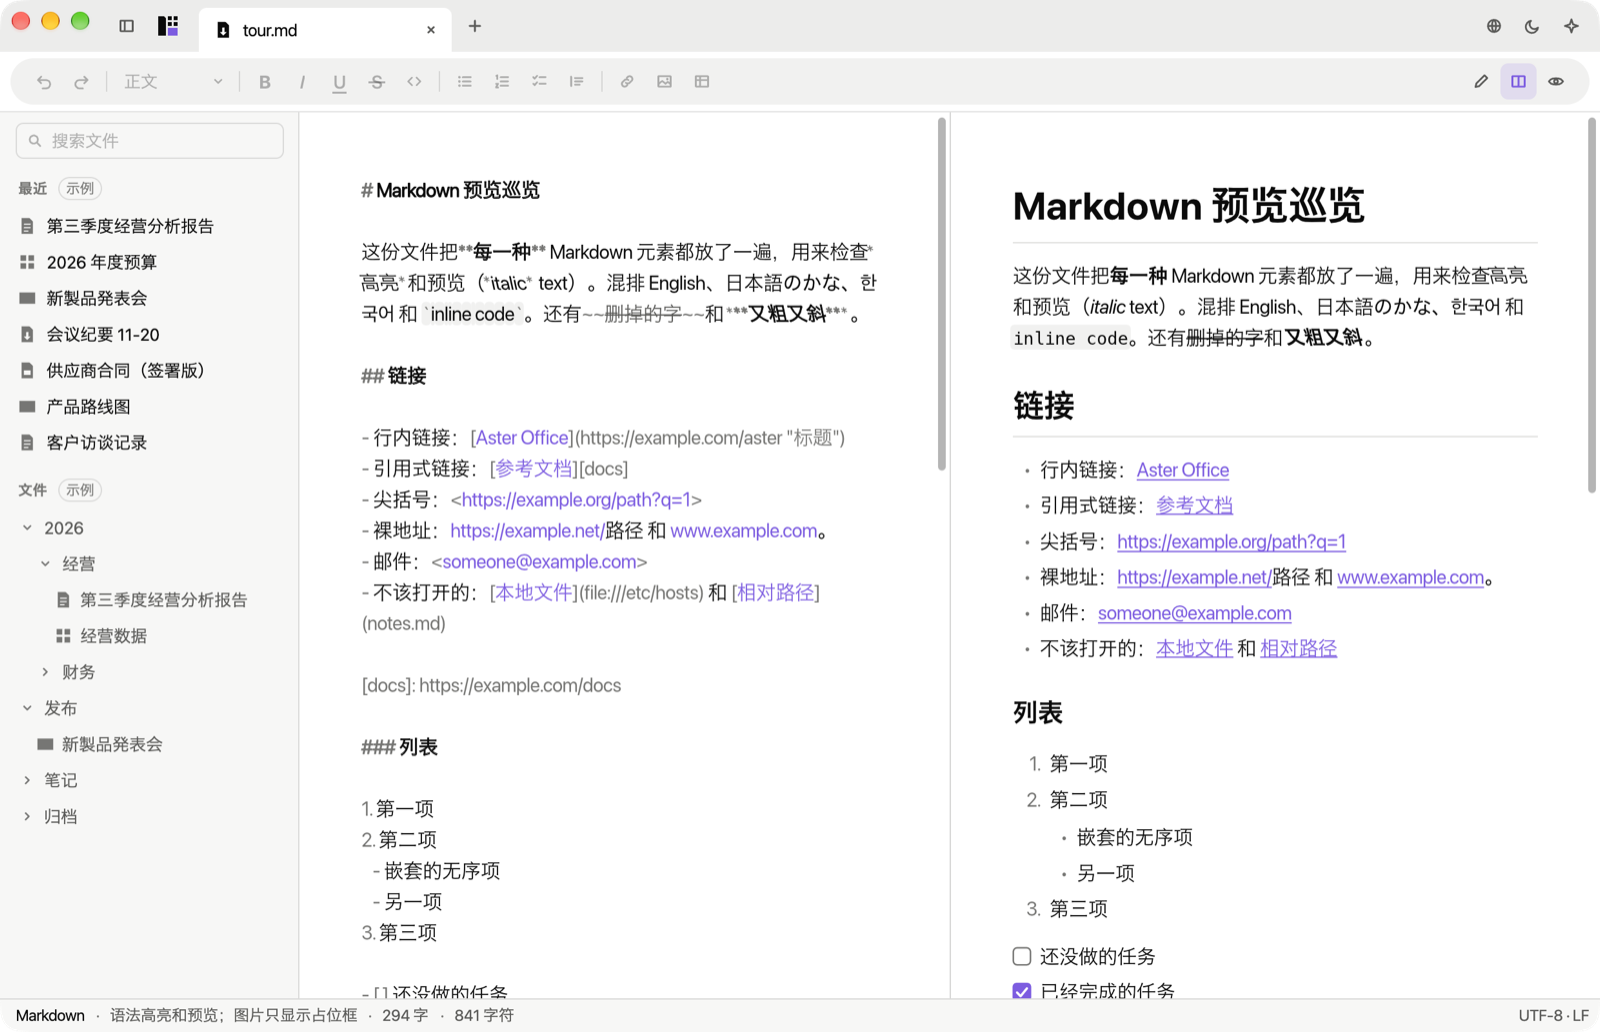 tour.md
正文
B I U S
搜索文件
最近 示例
第三季度经营分析报告
2026 年度预算
新製品発表会
会议纪要 11-20
供应商合同（签署版）
产品路线图
客户访谈记录
文件 示例
2026
经营
第三季度经营分析报告
经营数据
财务
发布
新製品発表会
笔记
归档
# Markdown 预览巡览
这份文件把**每一种** Markdown 元素都放了一遍，用来检查*
高亮* 和预览（*italic* text）。混排 English、日本語のかな、한
국어 和 `inline code`。还有~~删掉的字~~和***又粗又斜***。
## 链接
- 行内链接：[Aster Office](https://example.com/aster "标题")
- 引用式链接：[参考文档][docs]
- 尖括号：<https://example.org/path?q=1>
- 裸地址：https://example.net/路径 和 www.example.com。
- 邮件：<someone@example.com>
- 不该打开的：[本地文件](file:///etc/hosts) 和 [相对路径]
(notes.md)
[docs]: https://example.com/docs
### 列表
1. 第一项
2. 第二项
- 嵌套的无序项
- 另一项
3. 第三项
- [ ] 还没做的任务
Markdown 预览巡览
这份文件把每一种 Markdown 元素都放了一遍，用来检查高亮
和预览（italic text）。混排 English、日本語のかな、한국어 和
inline code。还有删掉的字和又粗又斜。
链接
• 行内链接：Aster Office
• 引用式链接：参考文档
• 尖括号：https://example.org/path?q=1
• 裸地址：https://example.net/路径 和 www.example.com。
• 邮件：someone@example.com
• 不该打开的：本地文件 和 相对路径
列表
1. 第一项
2. 第二项
• 嵌套的无序项
• 另一项
3. 第三项
还没做的任务
已经完成的任务
Markdown · 语法高亮和预览；图片只显示占位框 · 294 字 · 841 字符
UTF-8 · LF